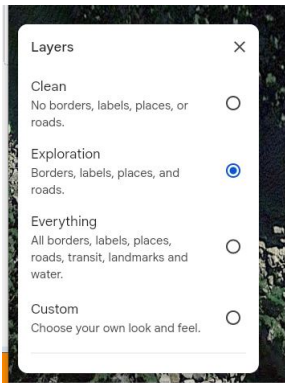 Layers
Clean
No borders, labels, places, or
roads.
Exploration
Borders, labels, places, and
roads.
Everything
All borders, labels, places,
roads, transit, landmarks and
water.
Custom
Choose your own look and feel.